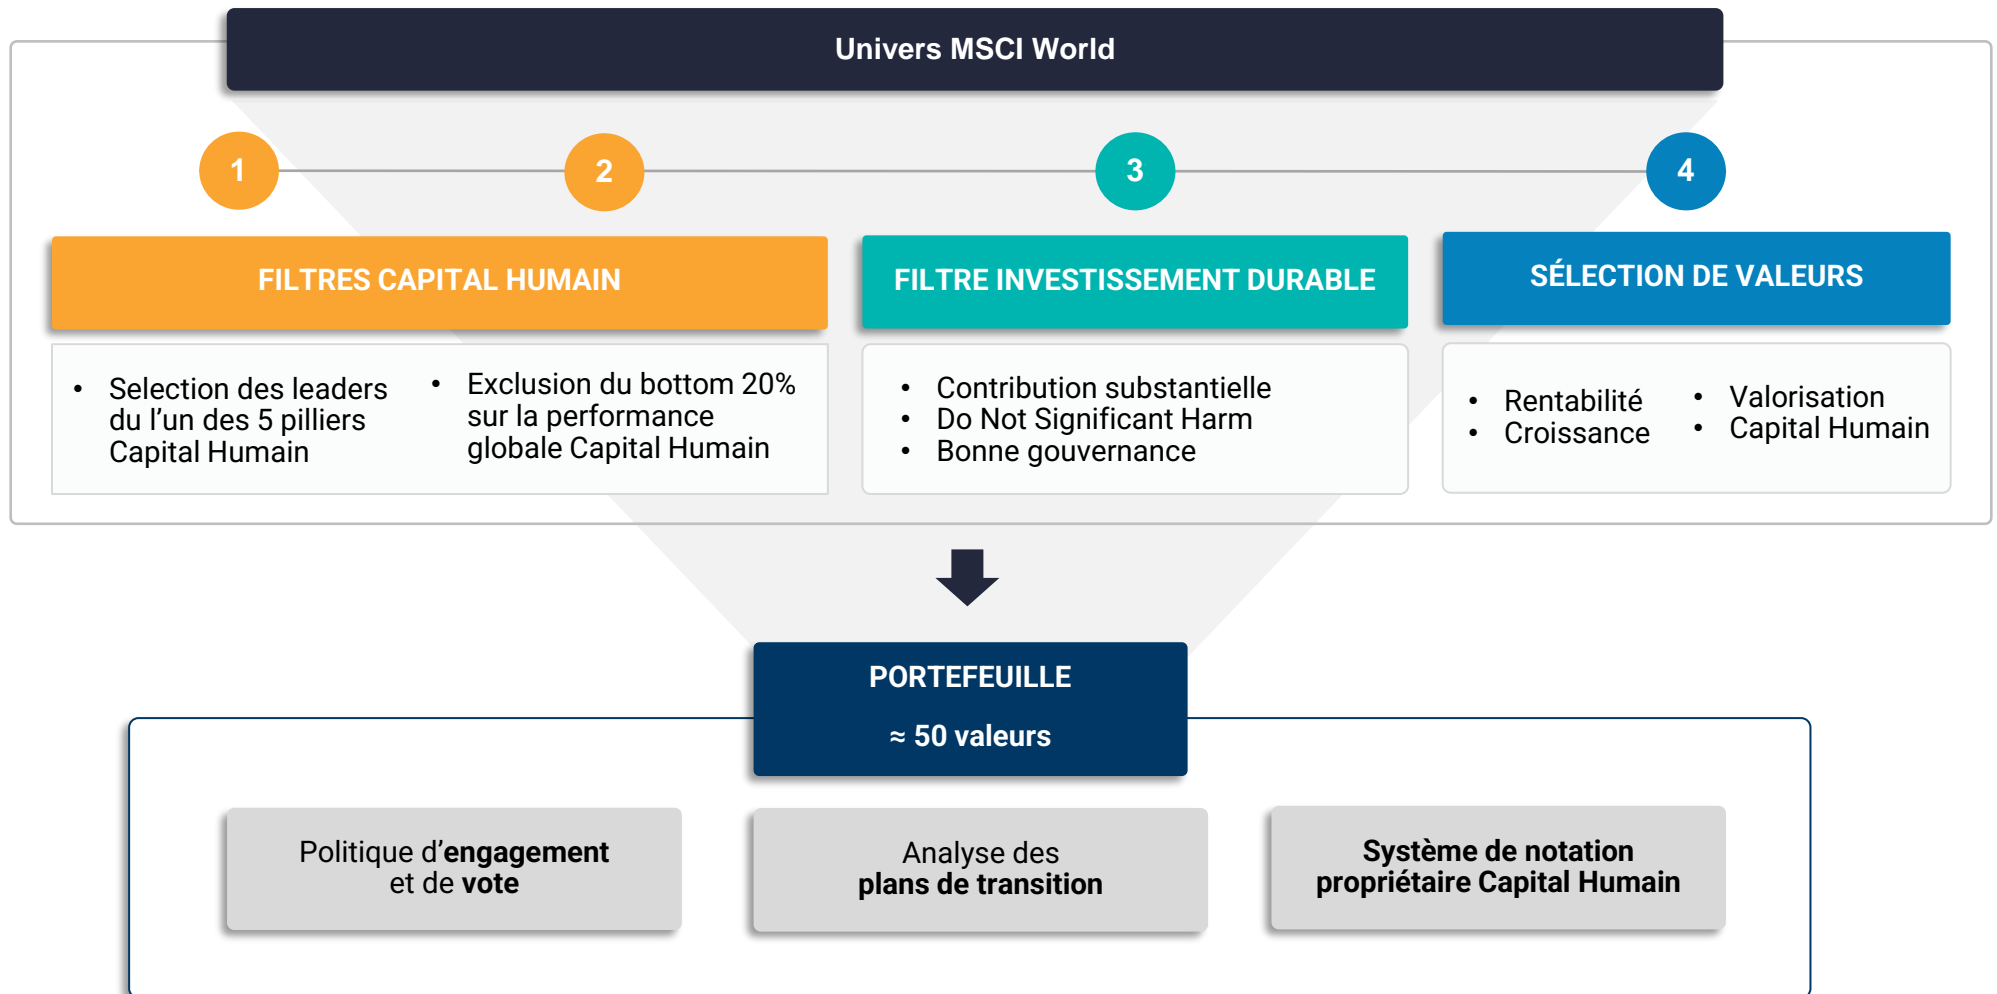 Univers MSCI World
1
2
3
4
FILTRES CAPITAL HUMAIN
• Selection des leaders
du l’un des 5 pilliers
Capital Humain
• Exclusion du bottom 20%
sur la performance
globale Capital Humain
FILTRE INVESTISSEMENT DURABLE
• Contribution substantielle
• Do Not Significant Harm
• Bonne gouvernance
SÉLECTION DE VALEURS
• Rentabilité
• Croissance
• Valorisation
• Capital Humain
PORTEFEUILLE
≈ 50 valeurs
Politique d’engagement
et de vote
Analyse des
plans de transition
Système de notation
propriétaire Capital Humain